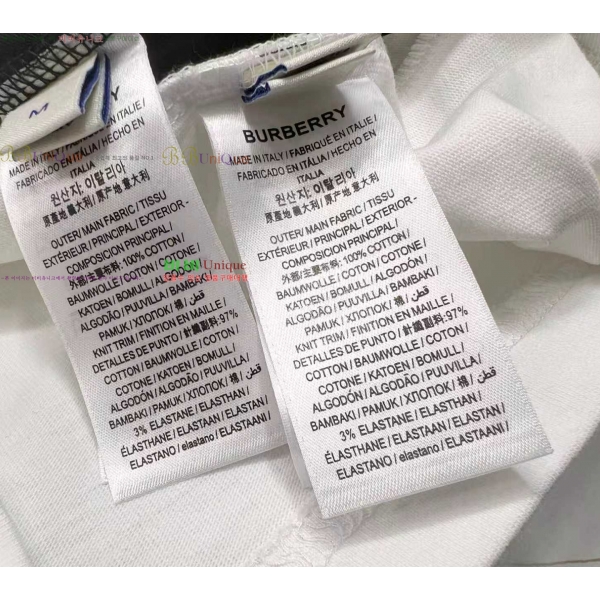 M
MADE IN ITALY / FABRIQUÉ EN ITALIE /
FABRICADO EN ITÁLIA / HECHO EN
ITALIA
원산자: 이탈리아
原産地 義大利 / 原产地 意大利
OUTER / MAIN FABRIC / TISSU
EXTÉRIEUR / PRINCIPAL / EXTERIOR -
COMPOSICIÓN PRINCIPAL /
外部/主要布料: 100% COTTON /
BAUMWOLLE / COTON / COTONE /
KATOEN / BOMULL / ALGODÓN /
ALGODÃO / PUUVILLA / BAMBAKI /
PAMUK / ХЛОПОК / 棉 / قطن /
KNIT TRIM / FINITION EN MAILLE /
DETALLES DE PUNTO / 針織副料: 97%
COTTON / BAUMWOLLE / COTON /
COTONE / KATOEN / BOMULL /
ALGODÓN / ALGODÃO / PUUVILLA /
BAMBAKI / PAMUK / ХЛОПОК / 棉 / قطن /
3% ELASTANE / ELASTHAN /
ÉLASTHANE / ELASTAN / ELASTAANI /
ELASTANO / elastano / ELASTAANI /
BURBERRY
MADE IN ITALY / FABRIQUÉ EN ITALIE /
FABRICADO EN ITÁLIA / HECHO EN
ITALIA
원산자: 이탈리아
原産地 義大利 / 原产地 意大利
OUTER / MAIN FABRIC / TISSU
EXTÉRIEUR / PRINCIPAL / EXTERIOR -
COMPOSICIÓN PRINCIPAL /
外部/主要布料: 100% COTTON /
BAUMWOLLE / COTON / COTONE /
KATOEN / BOMULL / ALGODÓN /
ALGODÃO / PUUVILLA / BAMBAKI /
PAMUK / ХЛОПОК / 棉 / قطن /
KNIT TRIM / FINITION EN MAILLE /
DETALLES DE PUNTO / 針織副料: 97%
COTTON / BAUMWOLLE / COTON /
COTONE / KATOEN / BOMULL /
ALGODÓN / ALGODÃO / PUUVILLA /
BAMBAKI / PAMUK / ХЛОПОК / 棉 / قطن /
3% ELASTANE / ELASTHAN /
ÉLASTHANE / ELASTAN / ELASTAANI /
ELASTANO / elastano / ELASTAANI /
UniQue
Unique